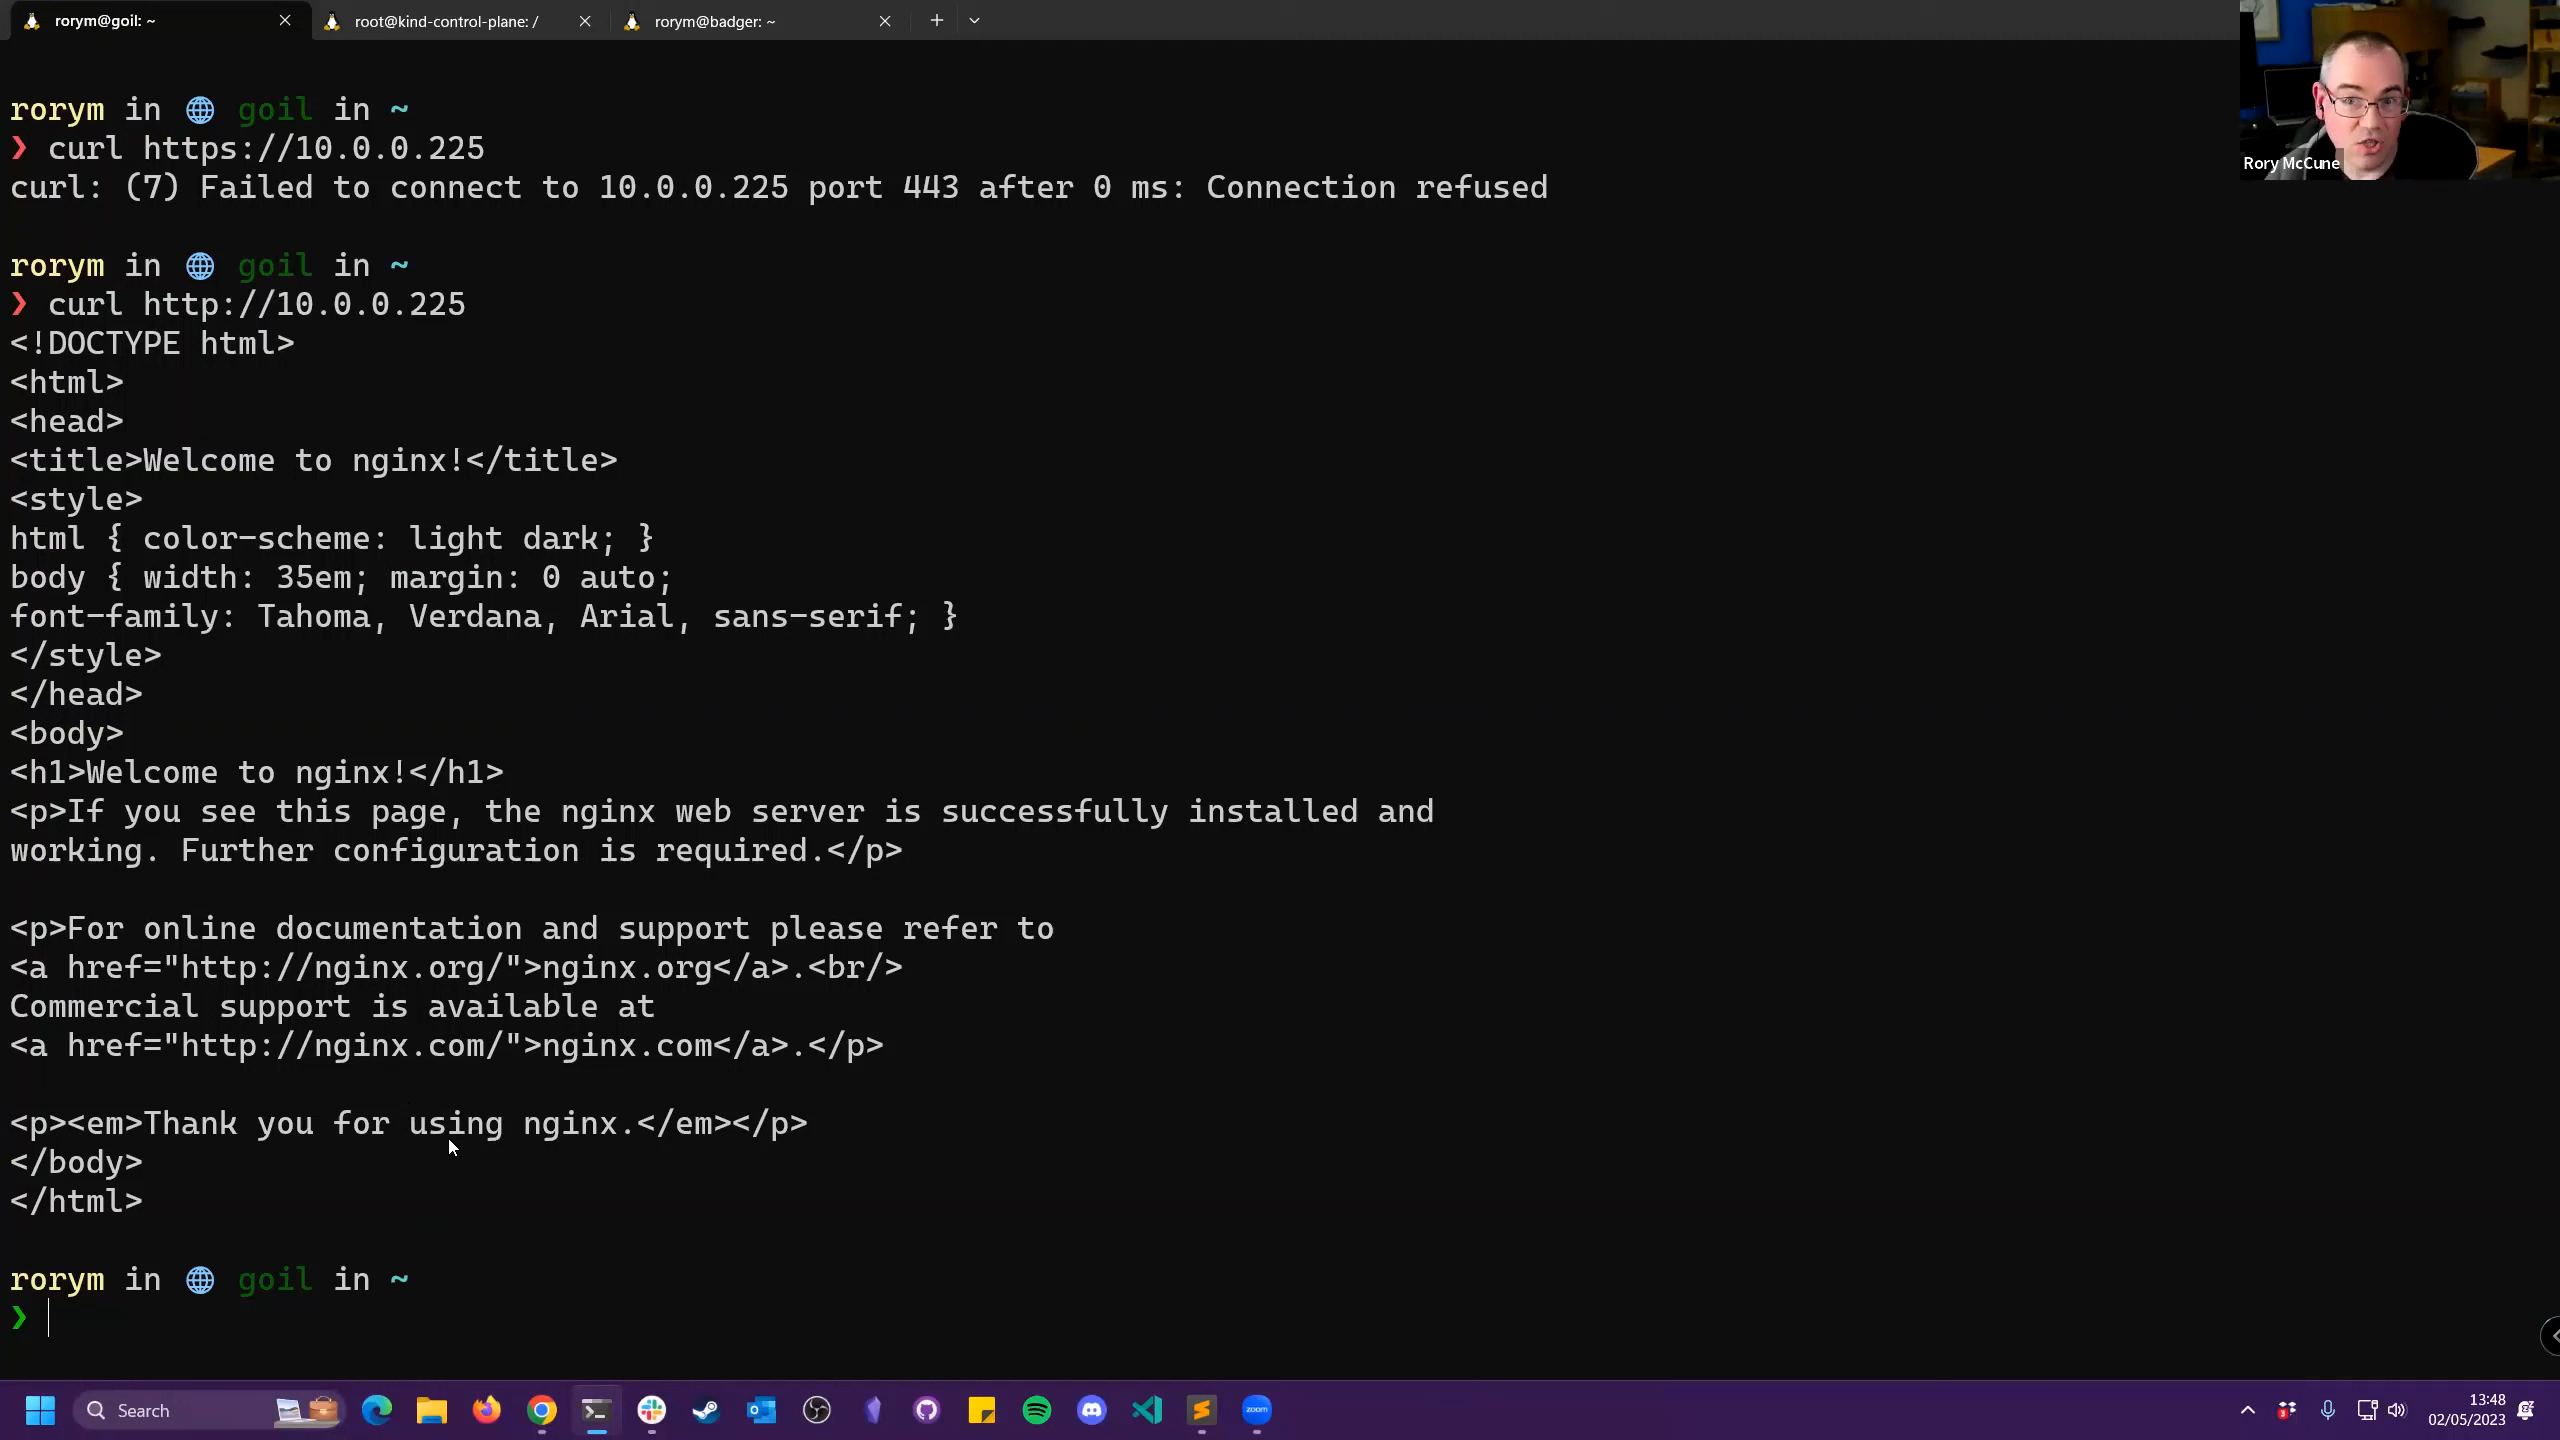 rorym@goil: ~
root@kind-control-plane: /
rorym@badger: ~
rorym in goil in ~
❯ curl https://10.0.0.225
curl: (7) Failed to connect to 10.0.0.225 port 443 after 0 ms: Connection refused
rorym in goil in ~
❯ curl http://10.0.0.225
<!DOCTYPE html>
<html>
<head>
<title>Welcome to nginx!</title>
<style>
html { color-scheme: light dark; }
body { width: 35em; margin: 0 auto;
font-family: Tahoma, Verdana, Arial, sans-serif; }
</style>
</head>
<body>
<h1>Welcome to nginx!</h1>
<p>If you see this page, the nginx web server is successfully installed and
working. Further configuration is required.</p>
<p>For online documentation and support please refer to
<a href="http://nginx.org/">nginx.org</a>.<br/>
Commercial support is available at
<a href="http://nginx.com/">nginx.com</a>.</p>
<p><em>Thank you for using nginx.</em></p>
</body>
</html>
rorym in goil in ~
❯
Rory McCune
Search
zoom
13:48
02/05/2023